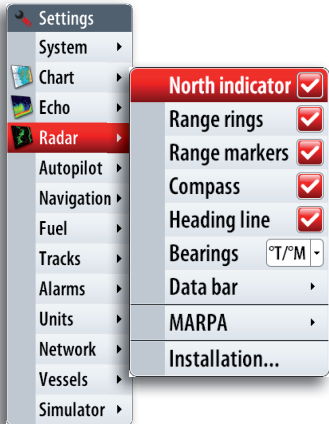 Settings
System
Chart
Echo
Radar
Autopilot
Navigation
Fuel
Tracks
Alarms
Units
Network
Vessels
Simulator
North indicator
Range rings
Range markers
Compass
Heading line
Bearings °T/°M
Data bar
MARPA
Installation...